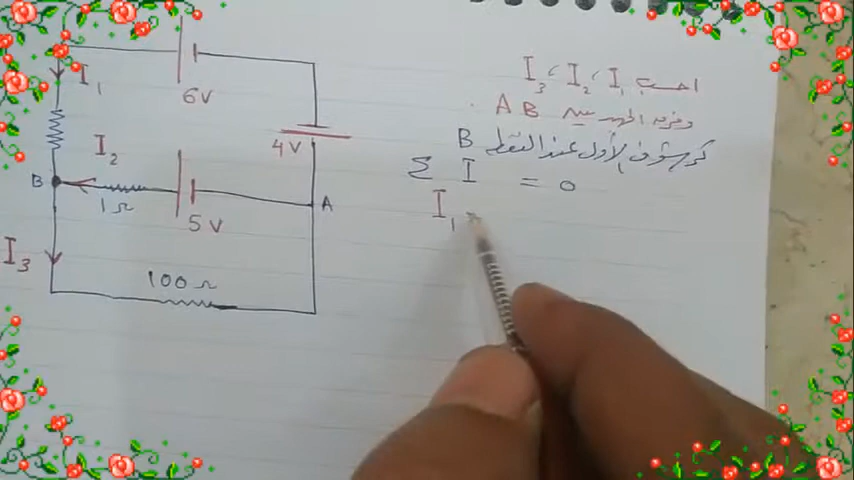 احسب I₁ ، I₂ ، I₃
وفرق الجهد بين A B
كيرشوف الأول عند النقطة B
Σ I = 0
I₁
I₁
6V
4V
I₂
B
A
1Ω
5V
I₃
100Ω